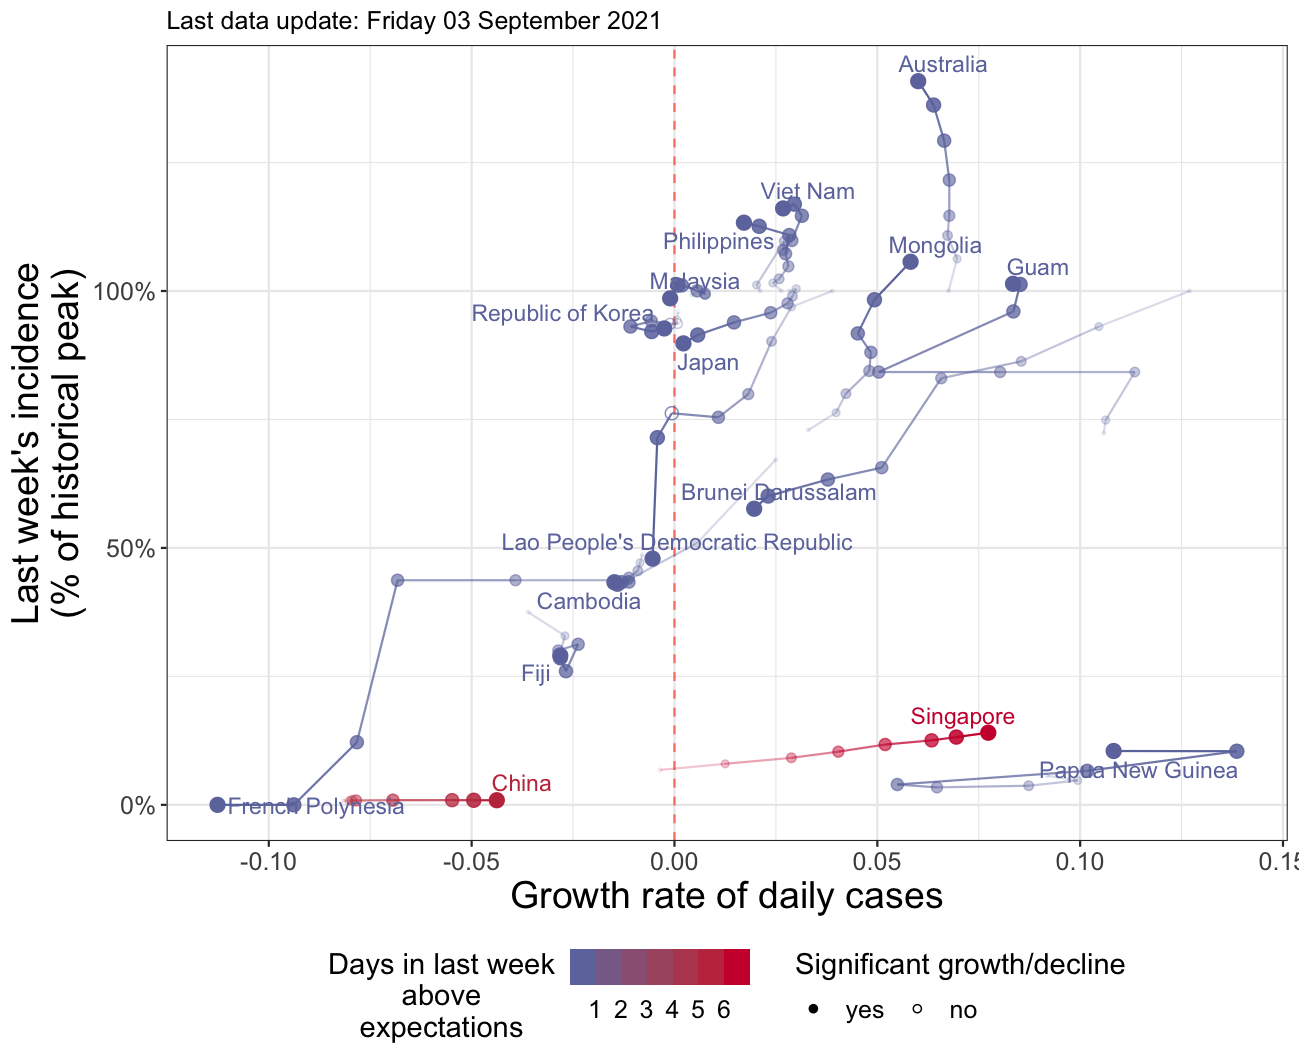 Last data update: Friday 03 September 2021
Last week's incidence
(% of historical peak)
100%
50%
0%
Australia
Viet Nam
Philippines
Mongolia
Guam
Malaysia
Republic of Korea
Japan
Brunei Darussalam
Lao People's Democratic Republic
Cambodia
Fiji
Singapore
Papua New Guinea
China
French Polynesia
-0.10 -0.05 0.00 0.05 0.10 0.15
Growth rate of daily cases
Days in last week
above
expectations
1 2 3 4 5 6
Significant growth/decline
yes no